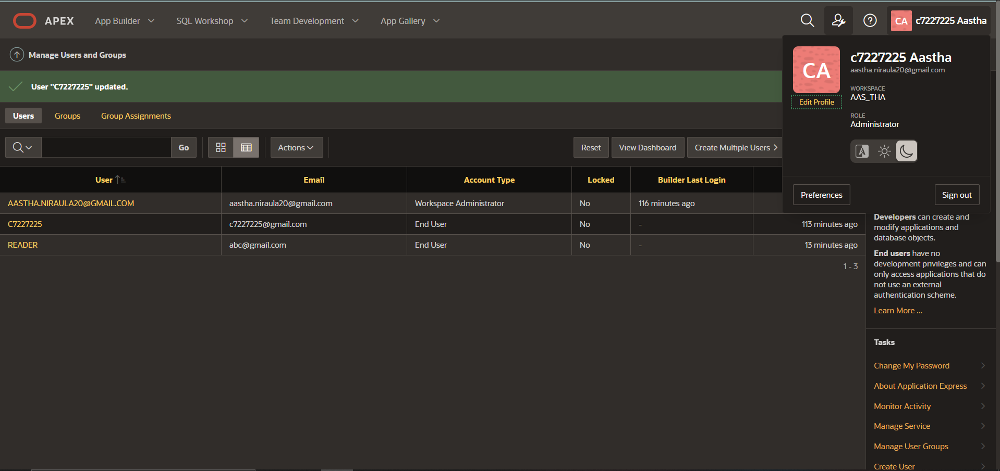 APEX App Builder SQL Workshop Team Development App Gallery CA c7227225 Aastha
Manage Users and Groups
User "C7227225" updated.
Users Groups Group Assignments
Go Actions Reset View Dashboard Create Multiple Users
CA
Edit Profile
c7227225 Aastha
aastha.niraula20@gmail.com
WORKSPACE
AAS_THA
ROLE
Administrator
Preferences Sign out
User Email Account Type Locked Builder Last Login
AASTHA.NIRAULA20@GMAIL.COM aastha.niraula20@gmail.com Workspace Administrator No 116 minutes ago
C7227225 c7227225@gmail.com End User No - 113 minutes ago
READER abc@gmail.com End User No - 13 minutes ago
1 - 3
Developers can create and
modify applications and
database objects.
End users have no
development privileges and can
only access applications that do
not use an external
authentication scheme.
Learn More ...
Tasks
Change My Password
About Application Express
Monitor Activity
Manage Service
Manage User Groups
Create User